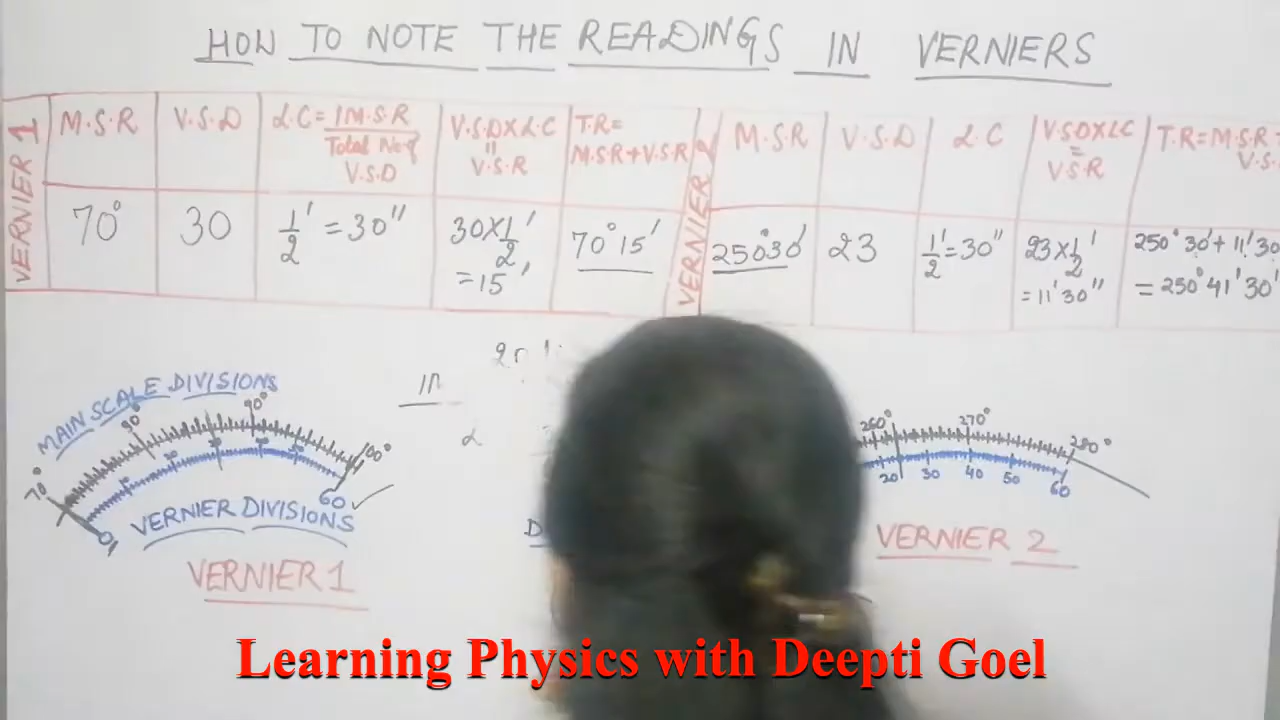 HOW TO NOTE THE READINGS IN VERNIERS
VERNIER 1
M.S.R
V.S.D
L.C = 1M.S.R
Total No. of
V.S.D
V.S.D X L.C
"
V.S.R
T.R =
M.S.R + V.S.R
VERNIER 2
M.S.R
V.S.D
L.C
V.S.D X LC
=
V.S.R
T.R = M.S.R
V.S.
70°
30
1/2' = 30''
30 X 1/2'
= 15'
70° 15'
250°30'
23
1/2' = 30''
23 X 1/2'
= 11' 30''
250° 30' + 11' 30
= 250° 41' 30'
MAIN SCALE DIVISIONS
70°
90°
90°
100°
60
VERNIER DIVISIONS
VERNIER 1
D
260°
270°
280°
20
30
40
50
60
VERNIER 2
Learning Physics with Deepti Goel